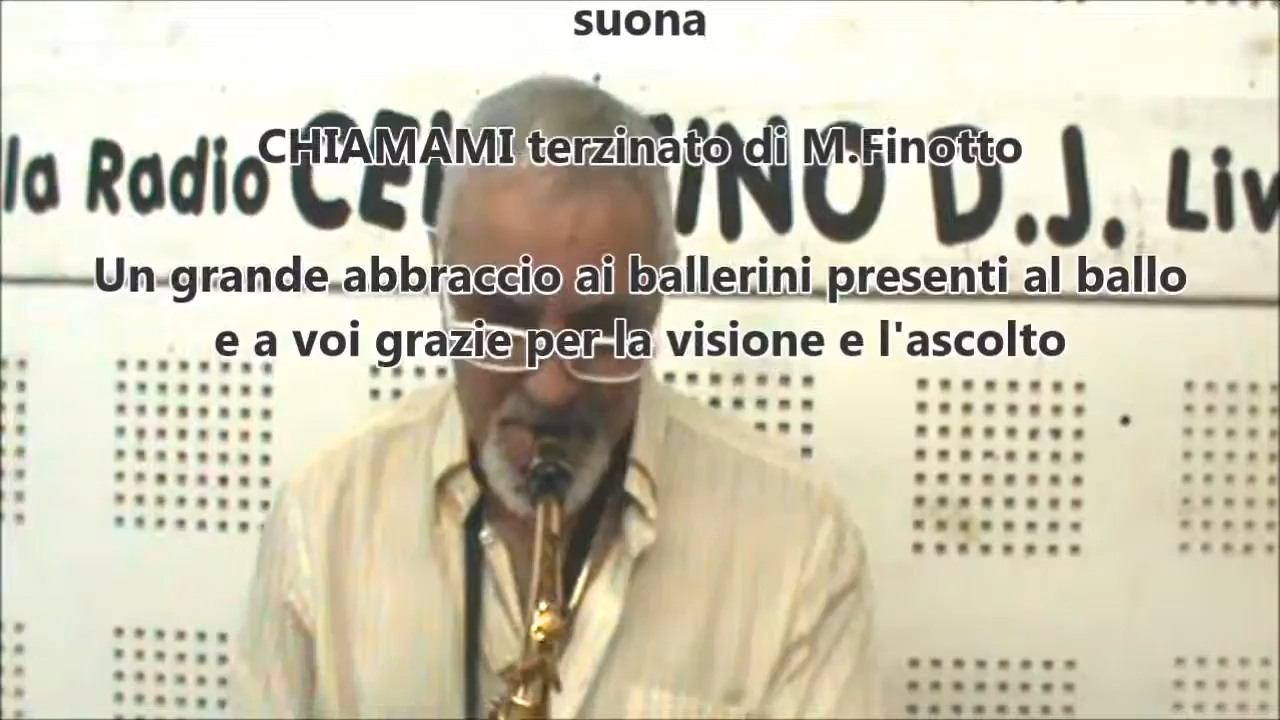 suona
CHIAMAMI terzinato di M.Finotto
la Radio D.J.
Un grande abbraccio ai ballerini presenti al ballo
e a voi grazie per la visione e l'ascolto